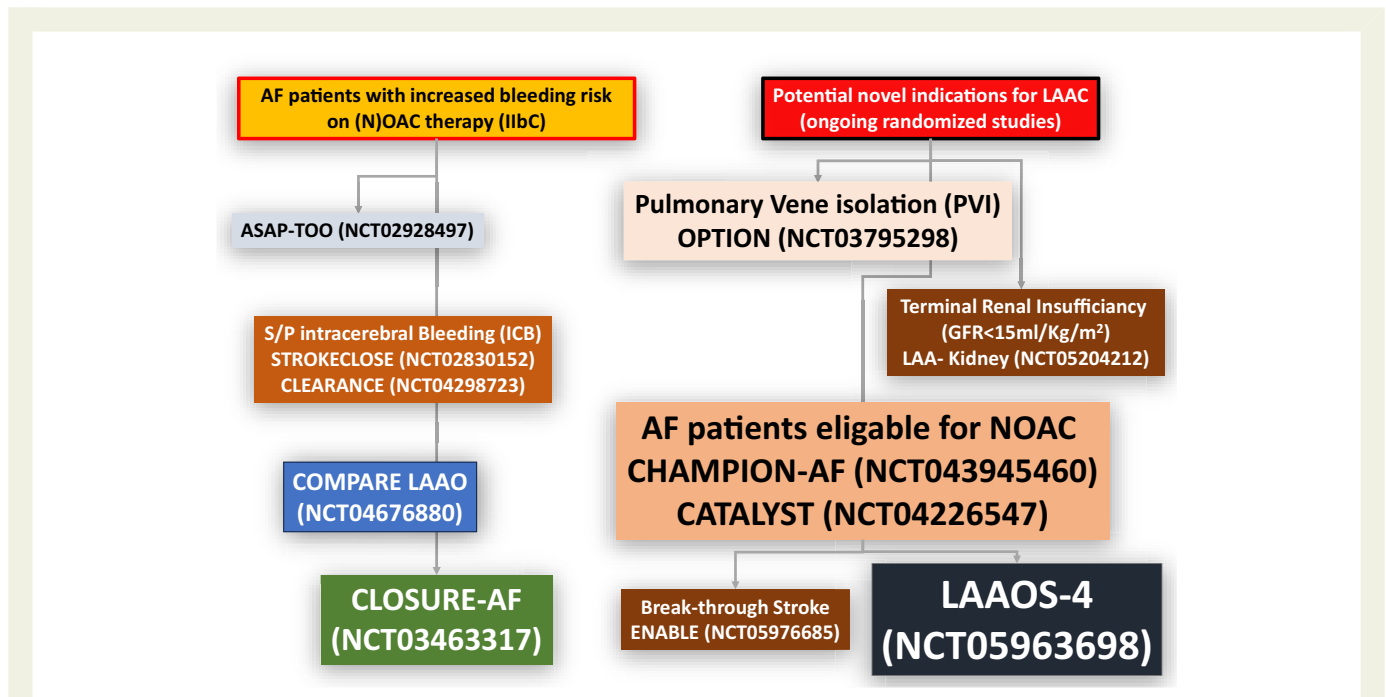 AF patients with increased bleeding risk
on (N)OAC therapy (IIbC)
ASAP-TOO (NCT02928497)
S/P intracerebral Bleeding (ICB)
STROKECLOSE (NCT02830152)
CLEARANCE (NCT04298723)
COMPARE LAAO
(NCT04676880)
CLOSURE-AF
(NCT03463317)
Potential novel indications for LAAC
(ongoing randomized studies)
Pulmonary Vene isolation (PVI)
OPTION (NCT03795298)
Terminal Renal Insufficiancy
(GFR<15ml/Kg/m²)
LAA- Kidney (NCT05204212)
AF patients eligable for NOAC
CHAMPION-AF (NCT043945460)
CATALYST (NCT04226547)
Break-through Stroke
ENABLE (NCT05976685)
LAAOS-4
(NCT05963698)